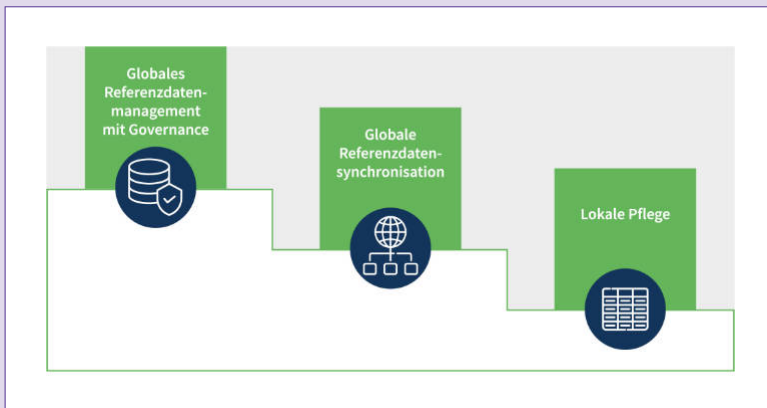 Globales
Referenzdaten-
management
mit Governance
Globale
Referenzdaten-
synchronisation
Lokale Pflege